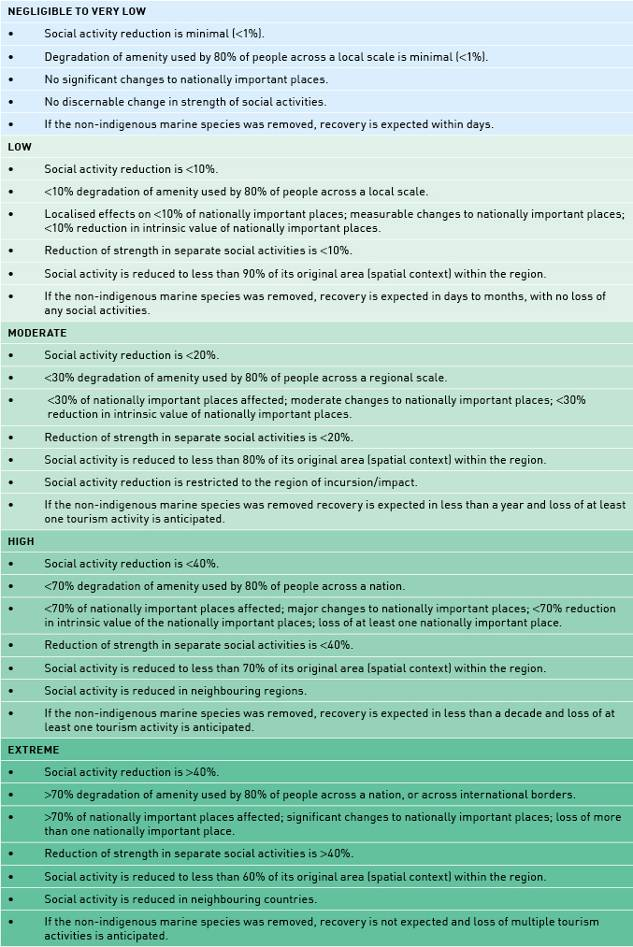 NEGLIGIBLE TO VERY LOW
• Social activity reduction is minimal (<1%).
• Degradation of amenity used by 80% of people across a local scale is minimal (<1%).
• No significant changes to nationally important places.
• No discernable change in strength of social activities.
• If the non-indigenous marine species was removed, recovery is expected within days.
LOW
• Social activity reduction is <10%.
• <10% degradation of amenity used by 80% of people across a local scale.
• Localised effects on <10% of nationally important places; measurable changes to nationally important places;
<10% reduction in intrinsic value of nationally important places.
• Reduction of strength in separate social activities is <10%.
• Social activity is reduced to less than 90% of its original area (spatial context) within the region.
• If the non-indigenous marine species was removed, recovery is expected in days to months, with no loss of
any social activities.
MODERATE
• Social activity reduction is <20%.
• <30% degradation of amenity used by 80% of people across a regional scale.
• <30% of nationally important places affected; moderate changes to nationally important places; <30%
reduction in intrinsic value of nationally important places.
• Reduction of strength in separate social activities is <20%.
• Social activity is reduced to less than 80% of its original area (spatial context) within the region.
• Social activity reduction is restricted to the region of incursion/impact.
• If the non-indigenous marine species was removed recovery is expected in less than a year and loss of at least
one tourism activity is anticipated.
HIGH
• Social activity reduction is <40%.
• <70% degradation of amenity used by 80% of people across a nation.
• <70% of nationally important places affected; major changes to nationally important places; <70% reduction
in intrinsic value of the nationally important places; loss of at least one nationally important place.
• Reduction of strength in separate social activities is <40%.
• Social activity is reduced to less than 70% of its original area (spatial context) within the region.
• Social activity is reduced in neighbouring regions.
• If the non-indigenous marine species was removed, recovery is expected in less than a decade and loss of at
least one tourism activity is anticipated.
EXTREME
• Social activity reduction is >40%.
• >70% degradation of amenity used by 80% of people across a nation, or across international borders.
• >70% of nationally important places affected; significant changes to nationally important places; loss of more
than one nationally important place.
• Reduction of strength in separate social activities is >40%.
• Social activity is reduced to less than 60% of its original area (spatial context) within the region.
• Social activity is reduced in neighbouring countries.
• If the non-indigenous marine species was removed, recovery is not expected and loss of multiple tourism
activities is anticipated.